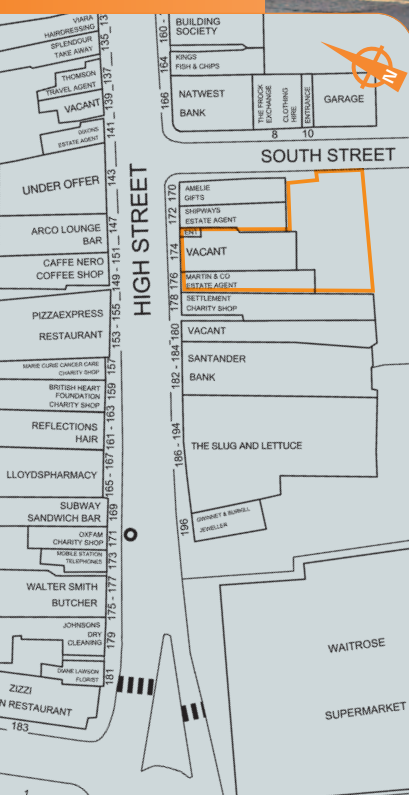 VIARA
HAIRDRESSING
SPLENDOUR
TAKE AWAY
THOMSON
TRAVEL AGENT
VACANT
DIXONS
ESTATE AGENT
UNDER OFFER
ARCO LOUNGE
BAR
CAFFE NERO
COFFEE SHOP
PIZZAEXPRESS
RESTAURANT
MARIE CURIE CANCER CARE
CHARITY SHOP
BRITISH HEART
FOUNDATION
CHARITY SHOP
REFLECTIONS
HAIR
LLOYDSPHARMACY
SUBWAY
SANDWICH BAR
OXFAM
CHARITY SHOP
MOBILE STATION
TELEPHONES
WALTER SMITH
BUTCHER
JOHNSONS
DRY
CLEANING
DIANE LAWSON
FLORIST
ZIZZI
N RESTAURANT
183
135
137
139
141
143
147
149 - 151
153 - 155
157
159
161 - 163
165 - 167
169
171
173
175 - 177
179
181
HIGH STREET
160 -
164
166
BUILDING
SOCIETY
KINGS
FISH & CHIPS
NATWEST
BANK
THE FROCK
EXCHANGE
CLOTHING
HIRE
ENTRANCE
GARAGE
8
10
N
SOUTH STREET
170
172
174
176
178
180
182 - 184
186 - 194
196
AMELIE
GIFTS
SHIPWAYS
ESTATE AGENT
ENT
VACANT
MARTIN & CO
ESTATE AGENT
SETTLEMENT
CHARITY SHOP
VACANT
SANTANDER
BANK
THE SLUG AND LETTUCE
JEWELLER
WAITROSE
SUPERMARKET